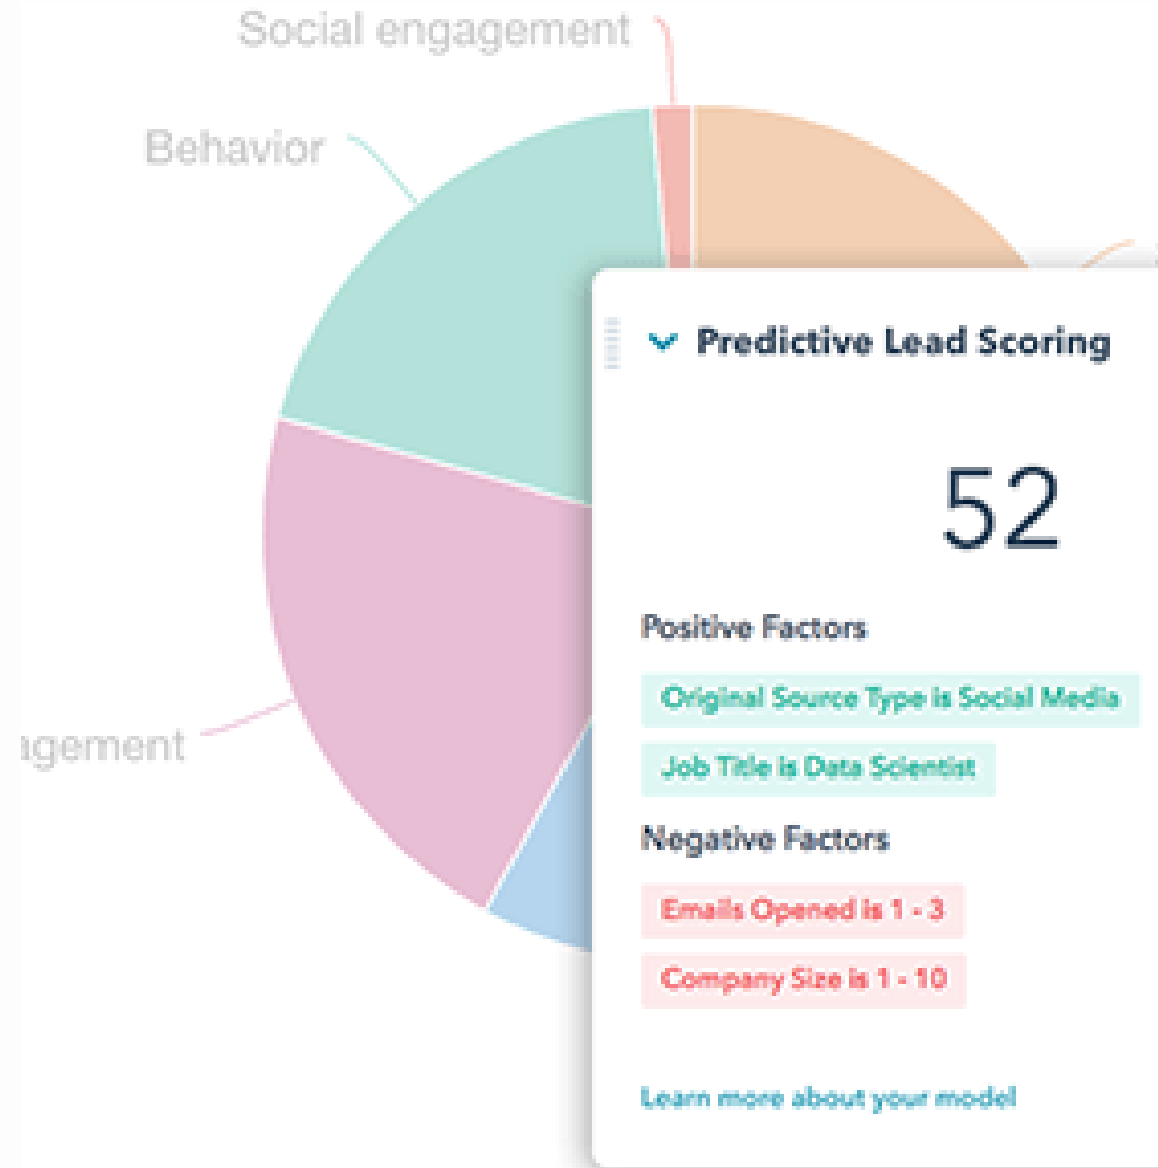 Social engagement
Behavior
agement
Predictive Lead Scoring
52
Positive Factors
Original Source Type is Social Media
Job Title is Data Scientist
Negative Factors
Emails Opened is 1 - 3
Company Size is 1 - 10
Learn more about your model